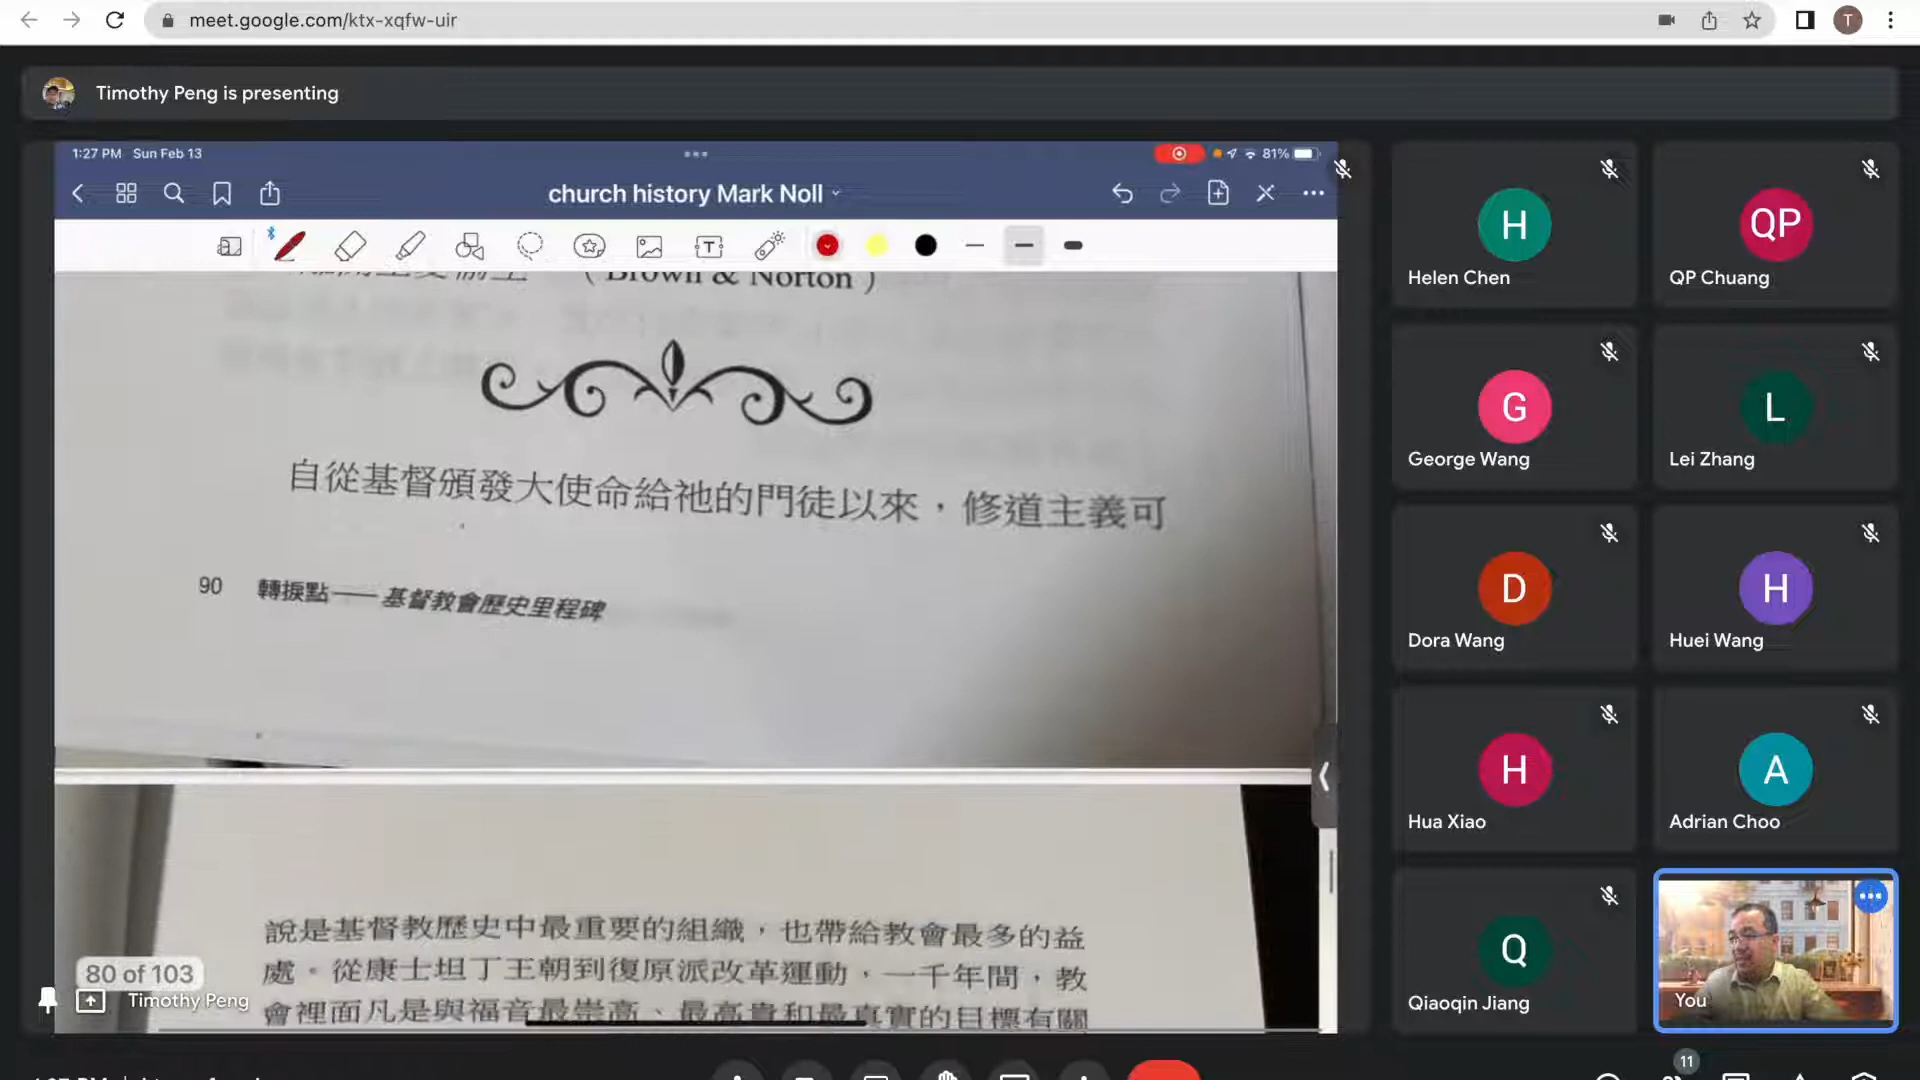 meet.google.com/ktx-xqfw-uir
T
Timothy Peng is presenting
1:27 PM Sun Feb 13
81%
church history Mark Noll
T
(Brown & Norton)
自從基督頒發大使命給祂的門徒以來，修道主義可
90 轉捩點——基督教會歷史里程碑
說是基督教歷史中最重要的組織，也帶給教會最多的益
處。從康士坦丁王朝到復原派改革運動，一千年間，教
會裡面凡是與福音最崇高、最高貴和最真實的目標有關
80 of 103
Timothy Peng
H
Helen Chen
QP
QP Chuang
G
George Wang
L
Lei Zhang
D
Dora Wang
H
Huei Wang
H
Hua Xiao
A
Adrian Choo
Q
Qiaoqin Jiang
You
11